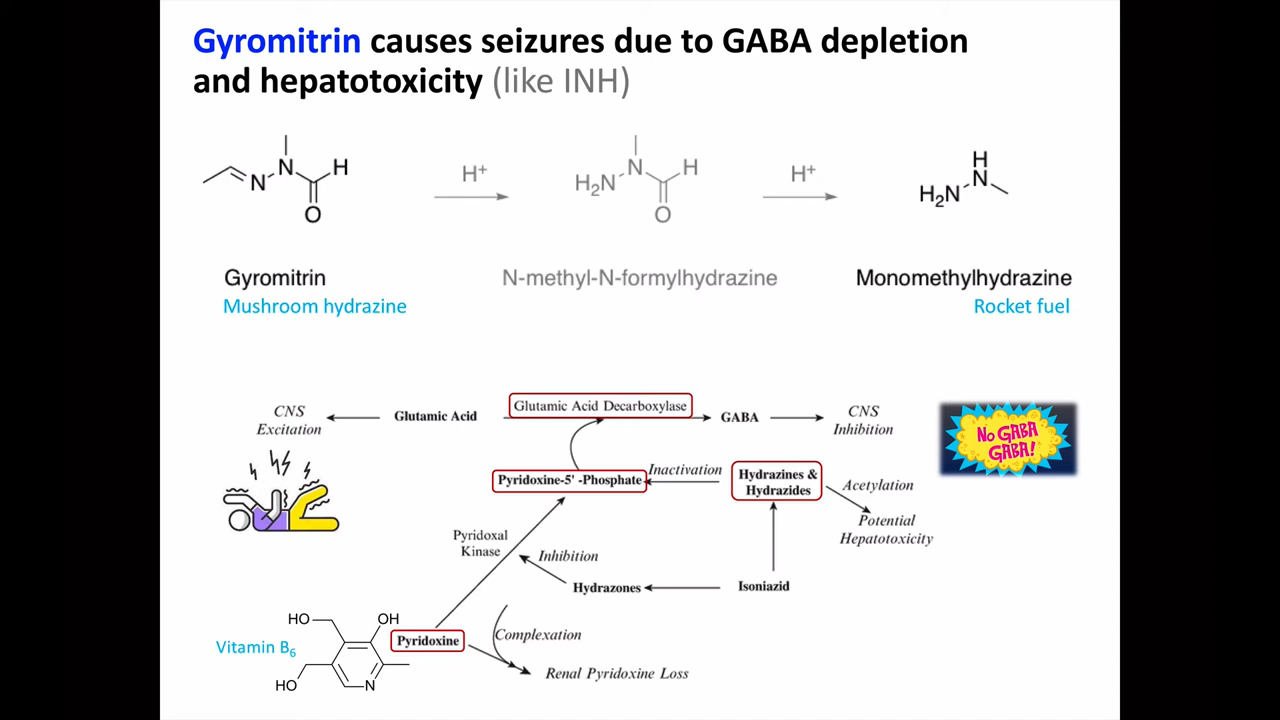 Gyromitrin causes seizures due to GABA depletion
and hepatotoxicity (like INH)
N
N
H
O
H+
H2N
N
H
O
H+
H2N
H
N
Gyromitrin
Mushroom hydrazine
N-methyl-N-formylhydrazine
Monomethylhydrazine
Rocket fuel
CNS
Excitation
Glutamic Acid
Glutamic Acid Decarboxylase
GABA
CNS
Inhibition
No GABA
GABA!
Pyridoxine-5' -Phosphate
Inactivation
Hydrazines &
Hydrazides
Acetylation
Potential
Hepatotoxicity
Pyridoxal
Kinase
Inhibition
Hydrazones
Isoniazid
Vitamin B6
HO
OH
HO
N
Pyridoxine
Complexation
Renal Pyridoxine Loss